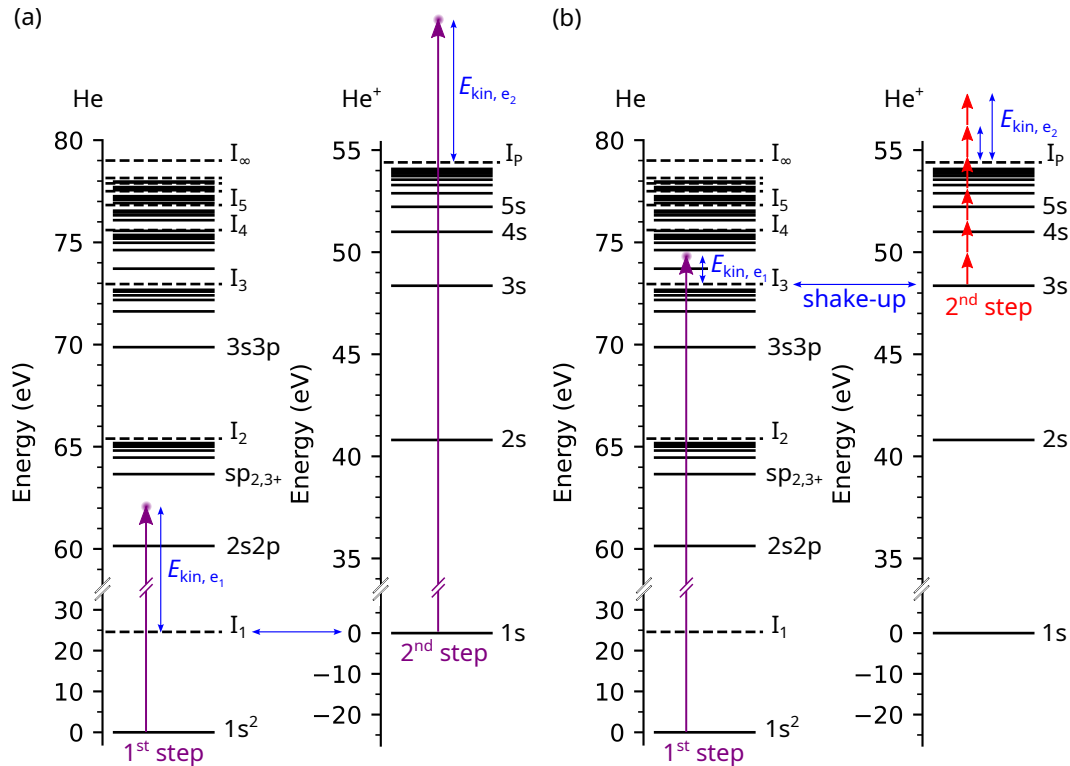 (a)
He
He⁺
E_kin, e₂
Energy (eV)
80
75
70
65
60
30
20
10
0
I_∞
I₅
I₄
I₃
3s3p
I₂
sp₂,₃₊
2s2p
E_kin, e₁
I₁
1s²
1ˢᵗ step
Energy (eV)
55
50
45
40
35
0
−10
−20
I_P
5s
4s
3s
2s
1s
2ⁿᵈ step
(b)
He
He⁺
Energy (eV)
80
75
70
65
60
30
20
10
0
I_∞
I₅
I₄
E_kin, e₁
I₃
3s3p
I₂
sp₂,₃₊
2s2p
I₁
1s²
1ˢᵗ step
shake-up
Energy (eV)
55
50
45
40
35
0
−10
−20
E_kin, e₂
I_P
5s
4s
3s
2ⁿᵈ step
2s
1s